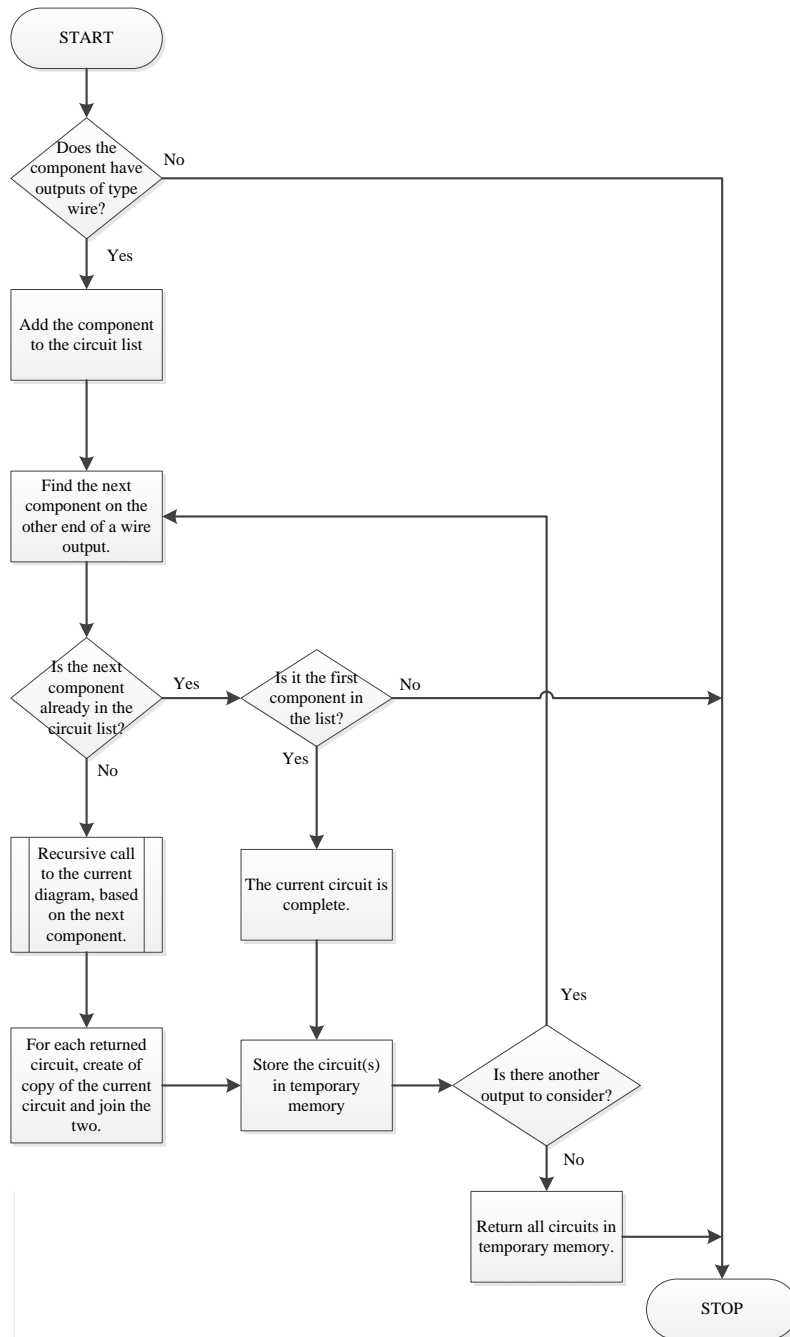 START
Does the
component have
outputs of type
wire?
No
Yes
Add the component
to the circuit list
Find the next
component on the
other end of a wire
output.
Is the next
component
already in the
circuit list?
Yes
Is it the first
component in
the list?
No
No
Yes
Recursive call
to the current
diagram, based
on the next
component.
The current circuit is
complete.
Yes
For each returned
circuit, create of
copy of the current
circuit and join the
two.
Store the circuit(s)
in temporary
memory
Is there another
output to consider?
No
Return all circuits in
temporary memory.
STOP